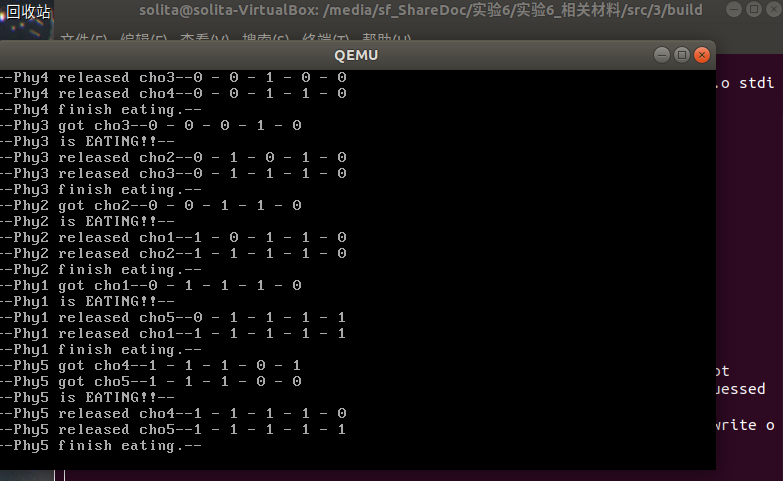 回收站
solita@solita-VirtualBox: /media/sf_ShareDoc/实验6/实验6_相关材料/src/3/build
文件(F) 编辑(E) 查看(V) 搜索(S) 终端(T) 帮助(H)
QEMU
--Phy4 released cho3--0 - 0 - 1 - 0 - 0
--Phy4 released cho4--0 - 0 - 1 - 1 - 0
--Phy4 finish eating.--
--Phy3 got cho3--0 - 0 - 0 - 1 - 0
--Phy3 is EATING!!--
--Phy3 released cho2--0 - 1 - 0 - 1 - 0
--Phy3 released cho3--0 - 1 - 1 - 1 - 0
--Phy3 finish eating.--
--Phy2 got cho2--0 - 0 - 1 - 1 - 0
--Phy2 is EATING!!--
--Phy2 released cho1--1 - 0 - 1 - 1 - 0
--Phy2 released cho2--1 - 1 - 1 - 1 - 0
--Phy2 finish eating.--
--Phy1 got cho1--0 - 1 - 1 - 1 - 0
--Phy1 is EATING!!--
--Phy1 released cho5--0 - 1 - 1 - 1 - 1
--Phy1 released cho1--1 - 1 - 1 - 1 - 1
--Phy1 finish eating.--
--Phy5 got cho4--1 - 1 - 1 - 0 - 1
--Phy5 got cho5--1 - 1 - 1 - 0 - 0
--Phy5 is EATING!!--
--Phy5 released cho4--1 - 1 - 1 - 1 - 0
--Phy5 released cho5--1 - 1 - 1 - 1 - 1
--Phy5 finish eating.--
.o stdi
ot
uessed
write o